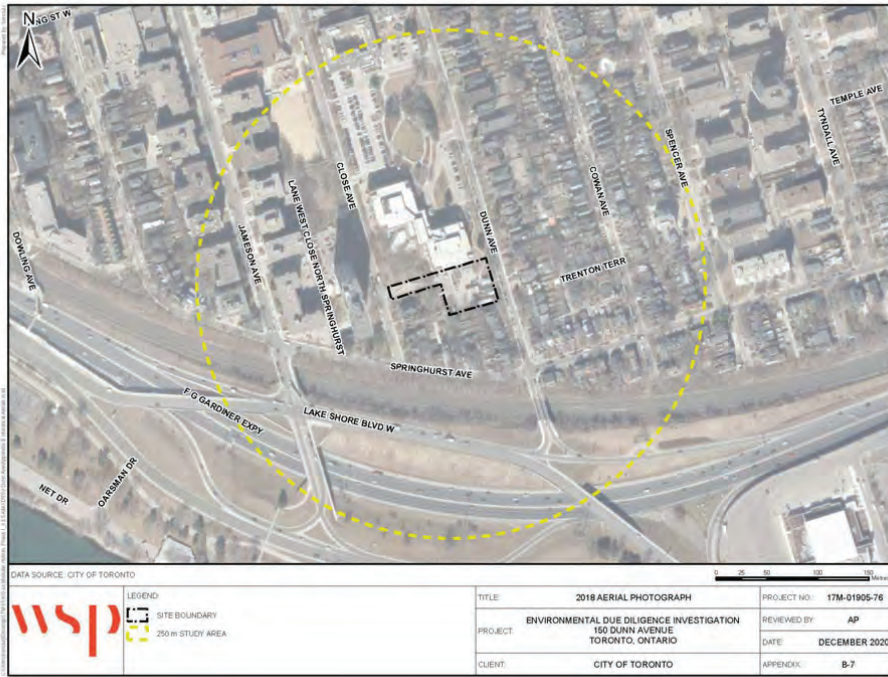 N
NG ST W
TEMPLE AVE
TYNDALL AVE
SPENCER AVE
COWAN AVE
CLOSE AVE
LANE WEST CLOSE NORTH SPRINGHURST
DUNN AVE
JAMESON AVE
DOWLING AVE
TRENTON TERR
SPRINGHURST AVE
F G GARDINER EXPY
LAKE SHORE BLVD W
OARSMAN DR
NET DR
DATA SOURCE: CITY OF TORONTO
0 25 50 100 150
Metres
wsp
LEGEND
SITE BOUNDARY
250 m STUDY AREA
TITLE: 2018 AERIAL PHOTOGRAPH
PROJECT: ENVIRONMENTAL DUE DILIGENCE INVESTIGATION
150 DUNN AVENUE
TORONTO, ONTARIO
CLIENT: CITY OF TORONTO
PROJECT NO: 17M-01905-76
REVIEWED BY: AP
DATE: DECEMBER 2020
APPENDIX: B-7